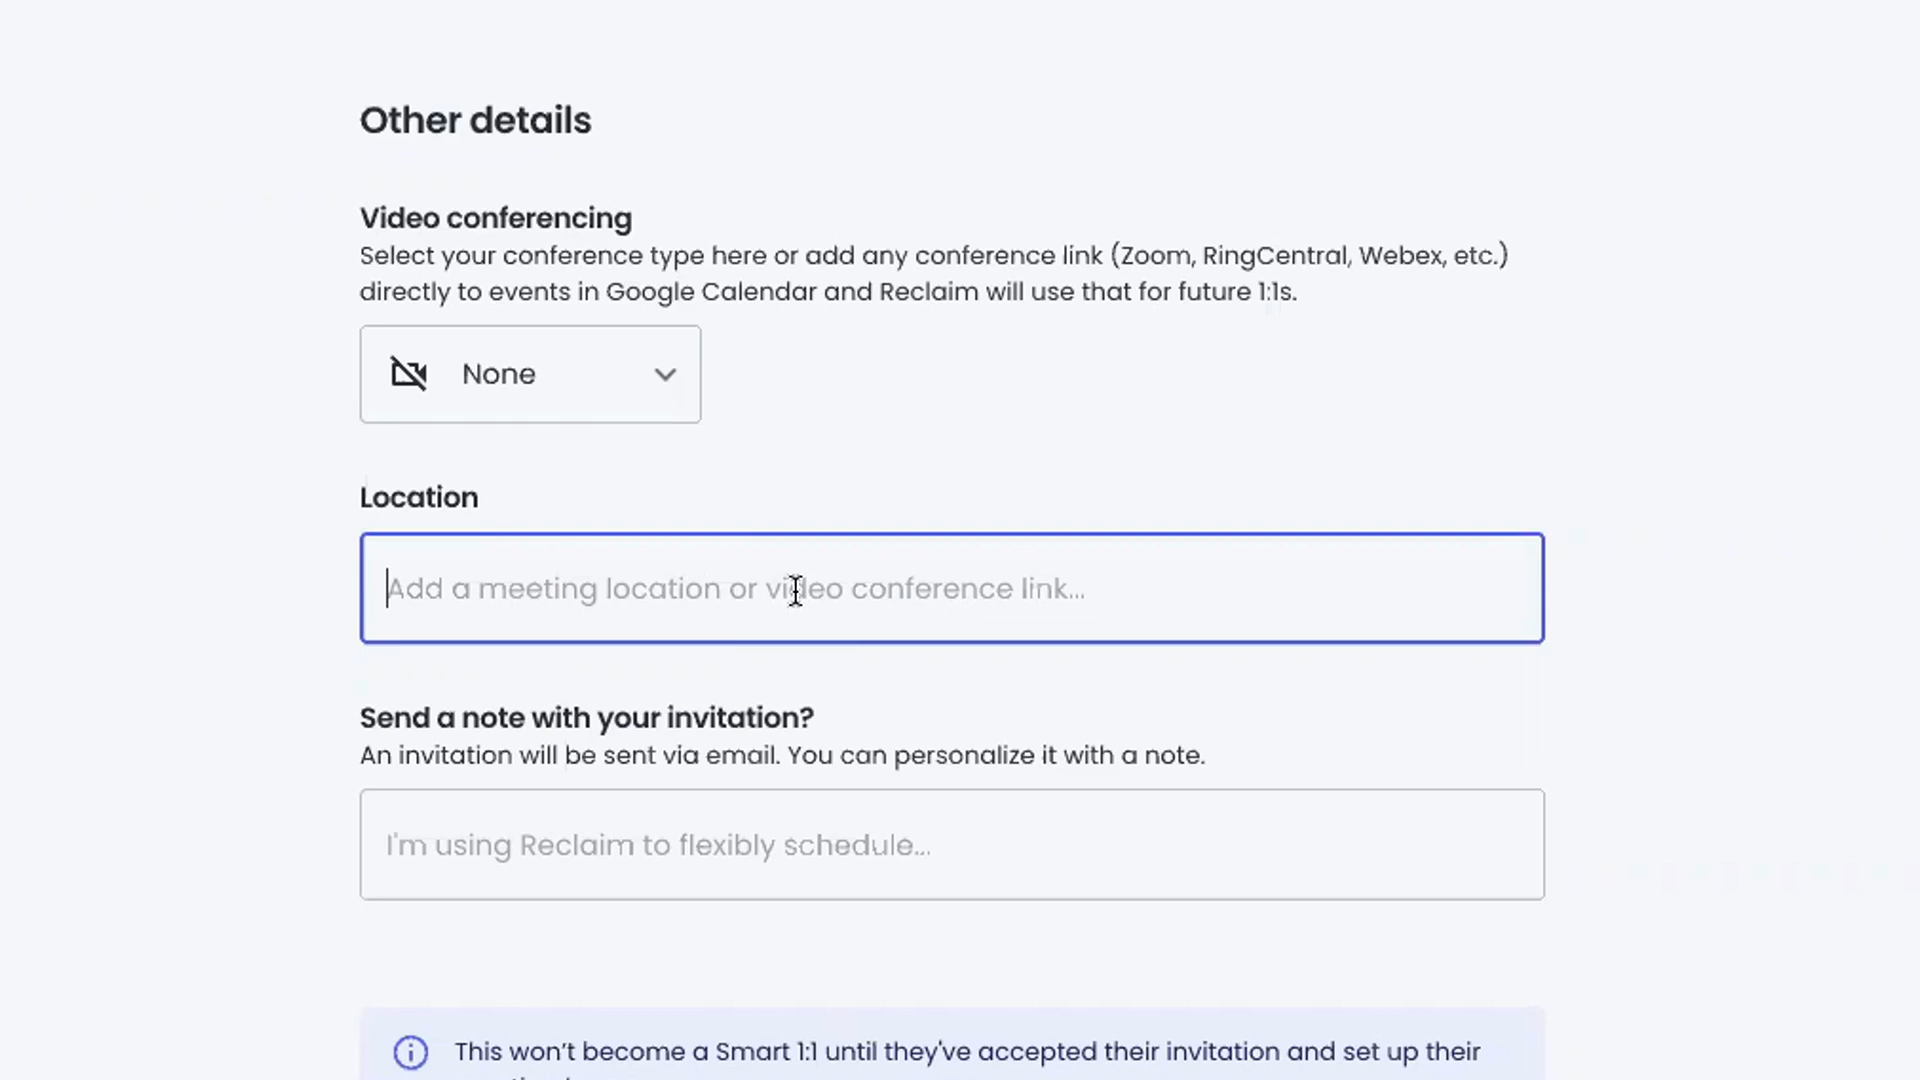 Other details
Video conferencing
Select your conference type here or add any conference link (Zoom, RingCentral, Webex, etc.)
directly to events in Google Calendar and Reclaim will use that for future 1:1s.
None
Location
Add a meeting location or video conference link...
Send a note with your invitation?
An invitation will be sent via email. You can personalize it with a note.
I'm using Reclaim to flexibly schedule...
This won’t become a Smart 1:1 until they've accepted their invitation and set up their